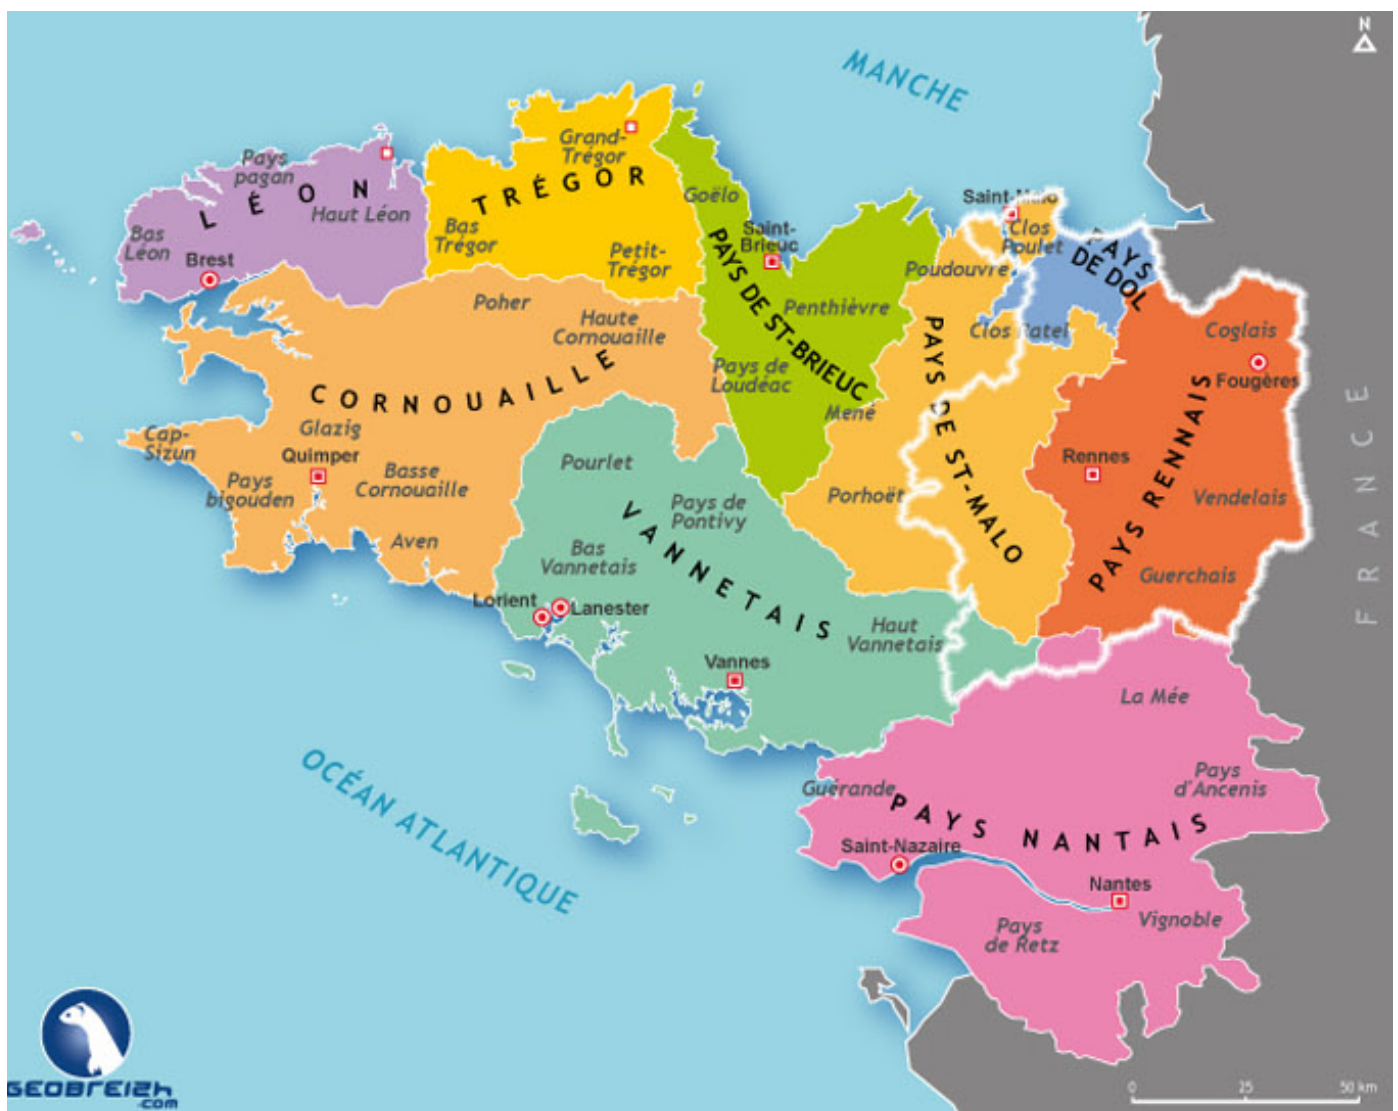 N
MANCHE
Grand-
Trégor
Pays
pagan
LÉON
TRÉGOR
Haut Léon
Goëlo
Saint-Malo
Bas
Léon
Bas
Trégor
Saint-
Brieuc
Clos
Poulet
PAYS
DE DOL
Brest
Petit-
Trégor
PAYS DE ST-BRIEUC
Poudouvre
Poher
Haute
Cornouaille
Penthièvre
Clos Ratel
Coglais
CORNOUAILLE
Pays de
Loudéac
PAYS DE ST-MALO
Fougères
FRANCE
Mené
Glazig
Cap-
Sizun
Quimper
Pays
bigouden
Basse
Cornouaille
Pourlet
Rennes
PAYS RENNAIS
Porhoët
Vendelais
Pays de
Pontivy
VANNETAIS
Aven
Bas
Vannetais
Guerchais
Lorient
Lanester
Haut
Vannetais
Vannes
La Mée
OCÉAN ATLANTIQUE
Guérande
Pays
d'Ancenis
PAYS NANTAIS
Saint-Nazaire
Nantes
Pays
de Retz
Vignoble
GEOBREIZH
.COM
0 25 50 km